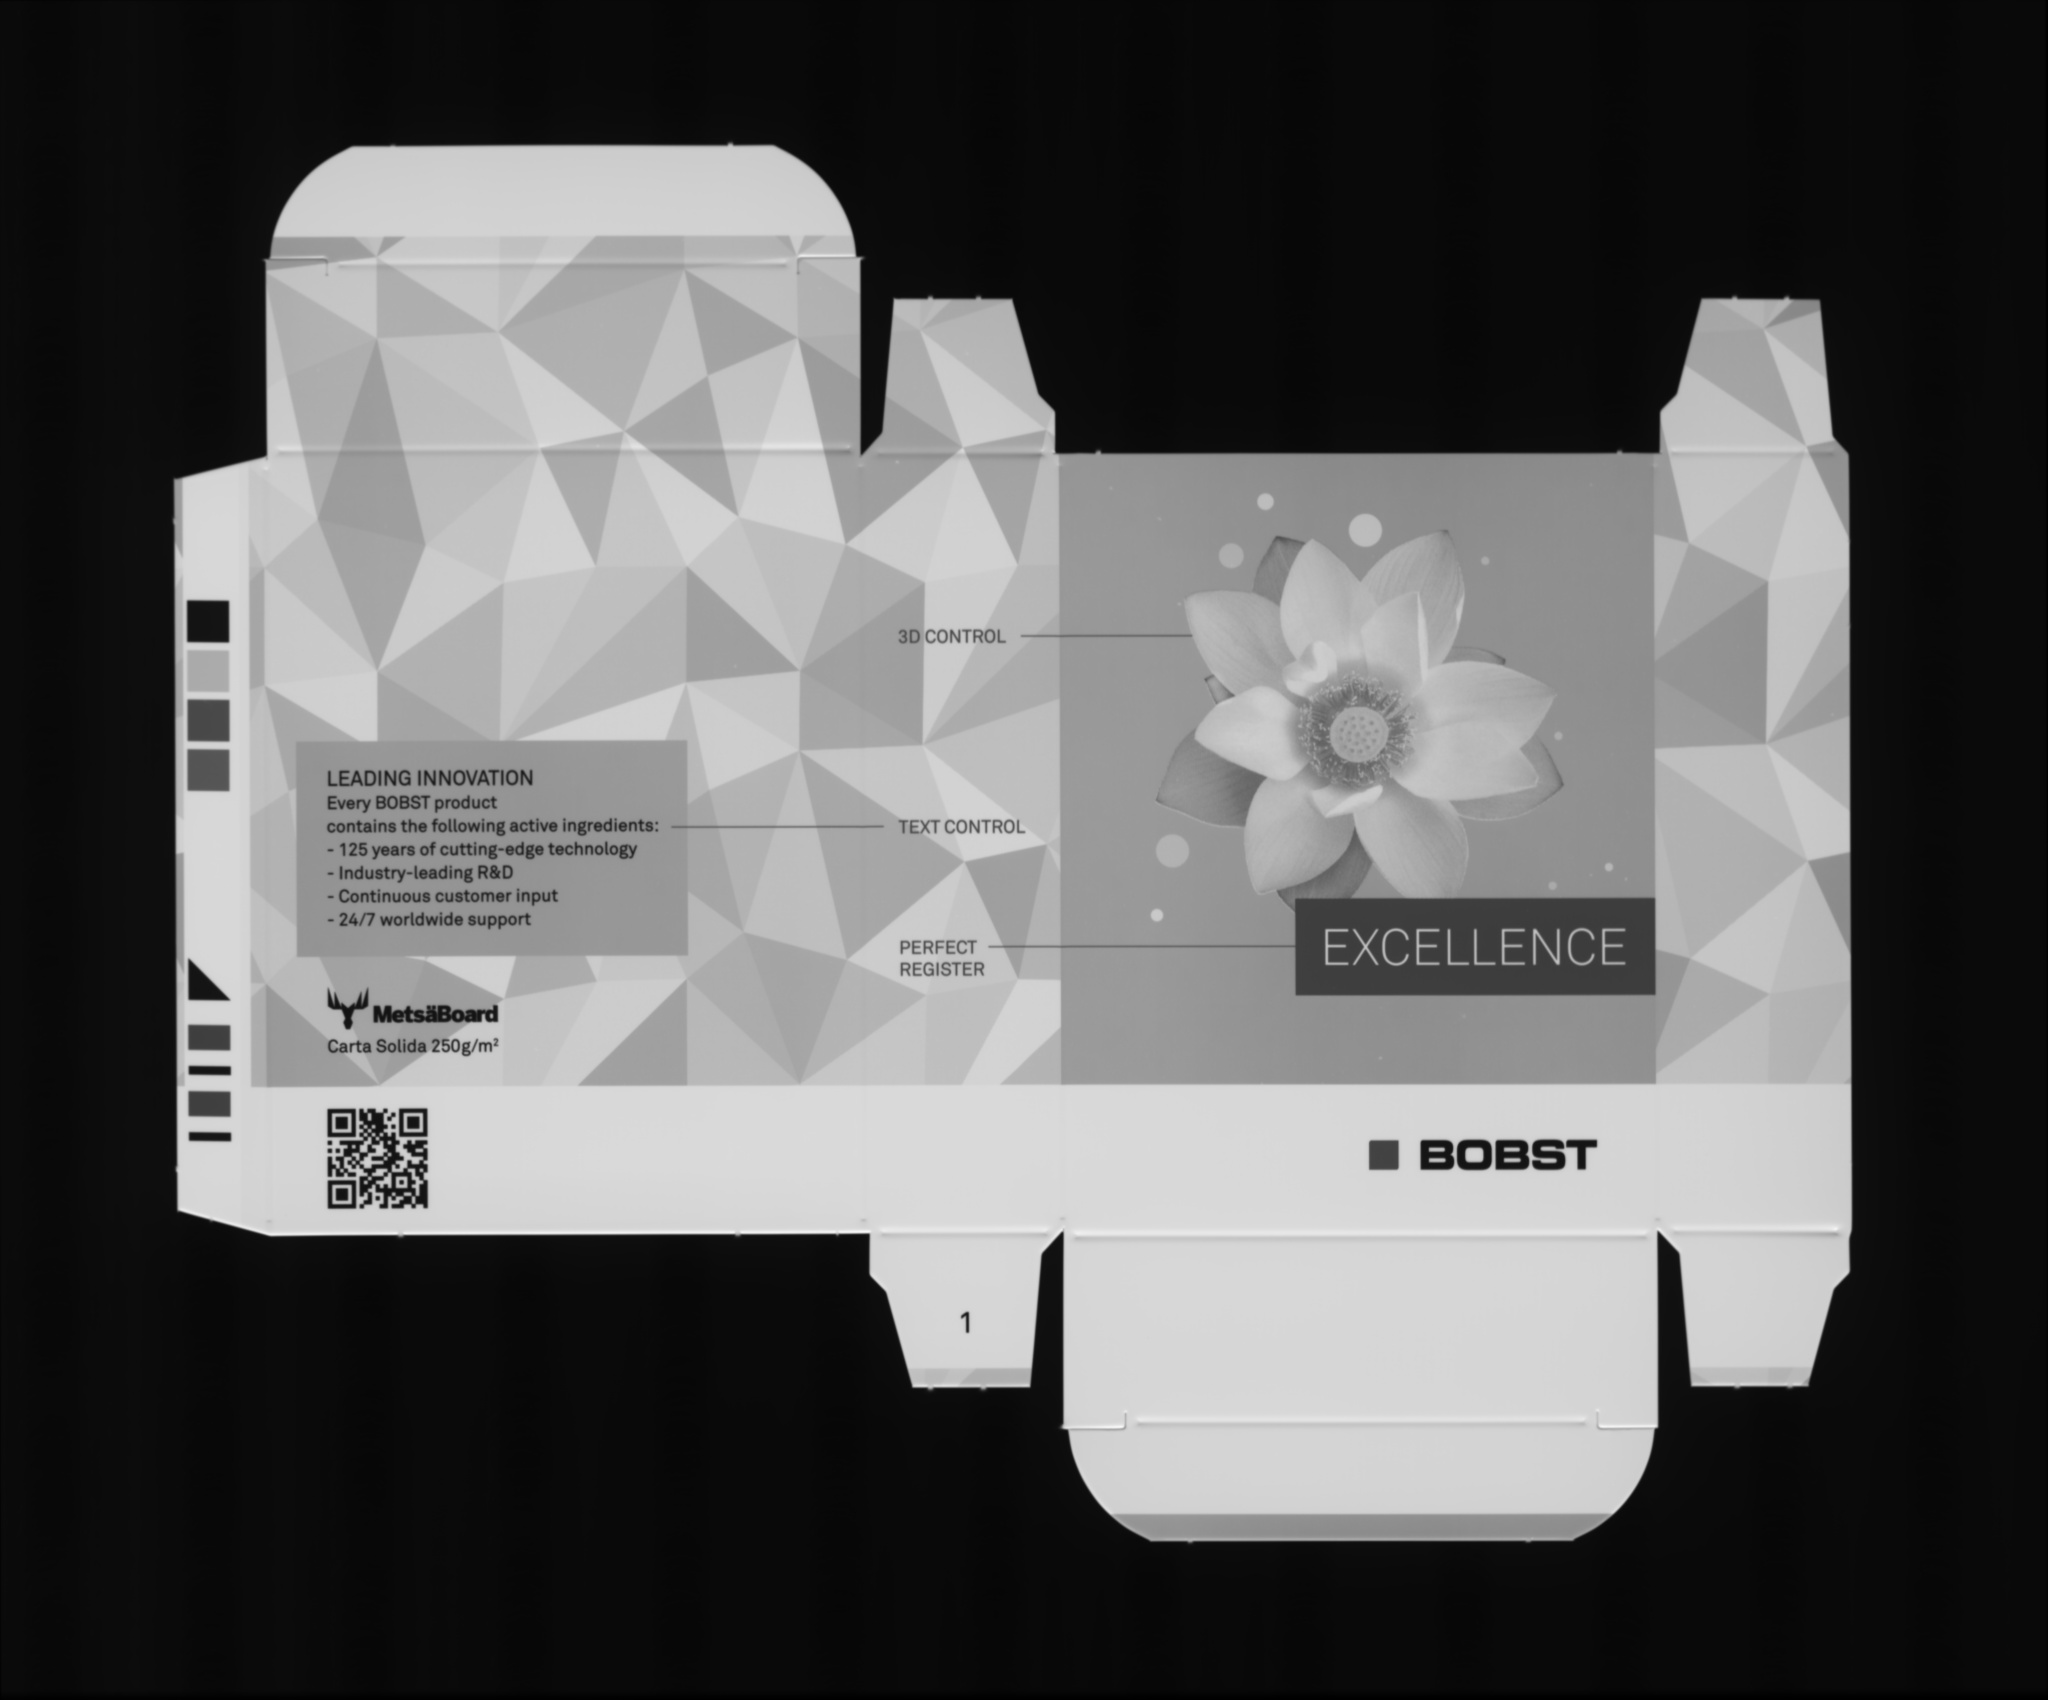 3D CONTROL
LEADING INNOVATION
Every BOBST product
contains the following active ingredients:
- 125 years of cutting-edge technology
- Industry-leading R&D
- Continuous customer input
- 24/7 worldwide support
TEXT CONTROL
PERFECT
REGISTER
EXCELLENCE
MetsäBoard
Carta Solida 250g/m²
BOBST
1